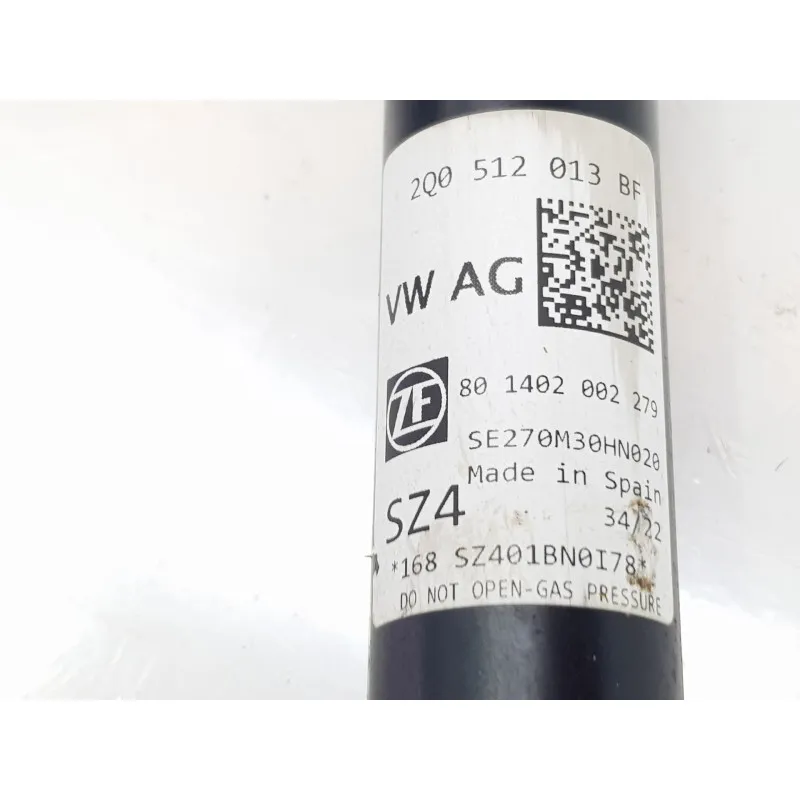 2Q0 512 013 BF
VW AG
ZF
80 1402 002 279
SE270M30HN020
Made in Spain
SZ4
34/22
*168 SZ401BN0I78*
DO NOT OPEN-GAS PRESSURE